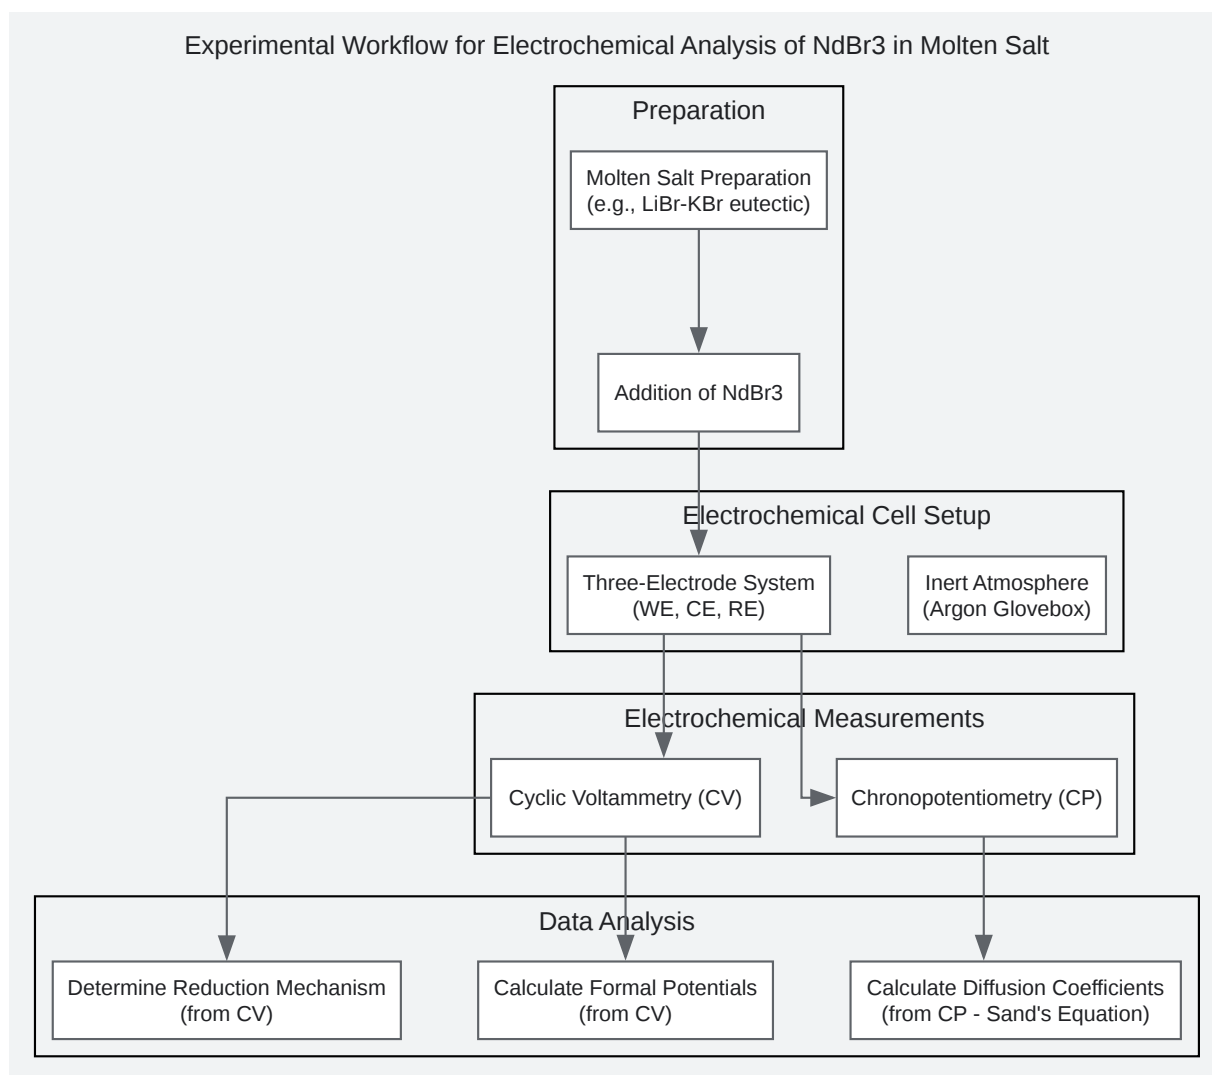 Experimental Workflow for Electrochemical Analysis of NdBr3 in Molten Salt
Preparation
Molten Salt Preparation
(e.g., LiBr-KBr eutectic)
Addition of NdBr3
Electrochemical Cell Setup
Three-Electrode System
(WE, CE, RE)
Inert Atmosphere
(Argon Glovebox)
Electrochemical Measurements
Cyclic Voltammetry (CV)
Chronopotentiometry (CP)
Data Analysis
Determine Reduction Mechanism
(from CV)
Calculate Formal Potentials
(from CV)
Calculate Diffusion Coefficients
(from CP - Sand's Equation)